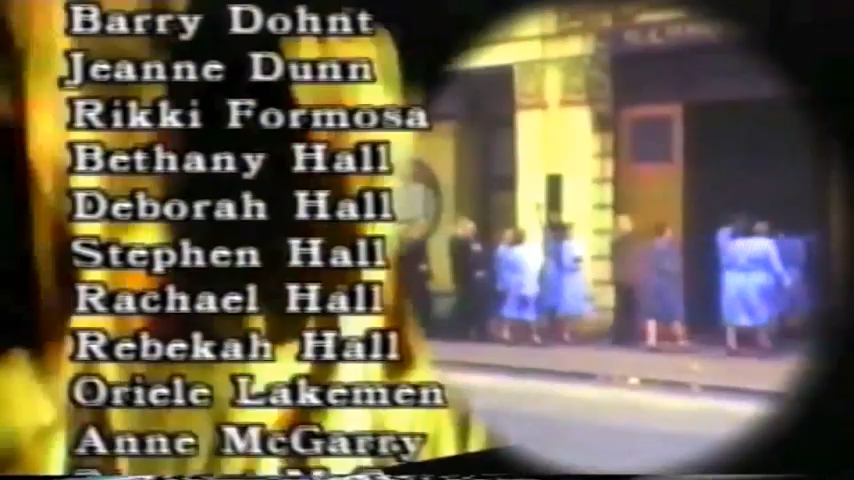 Barry Dohnt
Jeanne Dunn
Rikki Formosa
Bethany Hall
Deborah Hall
Stephen Hall
Rachael Hall
Rebekah Hall
Oriele Lakemen
Anne McGarry